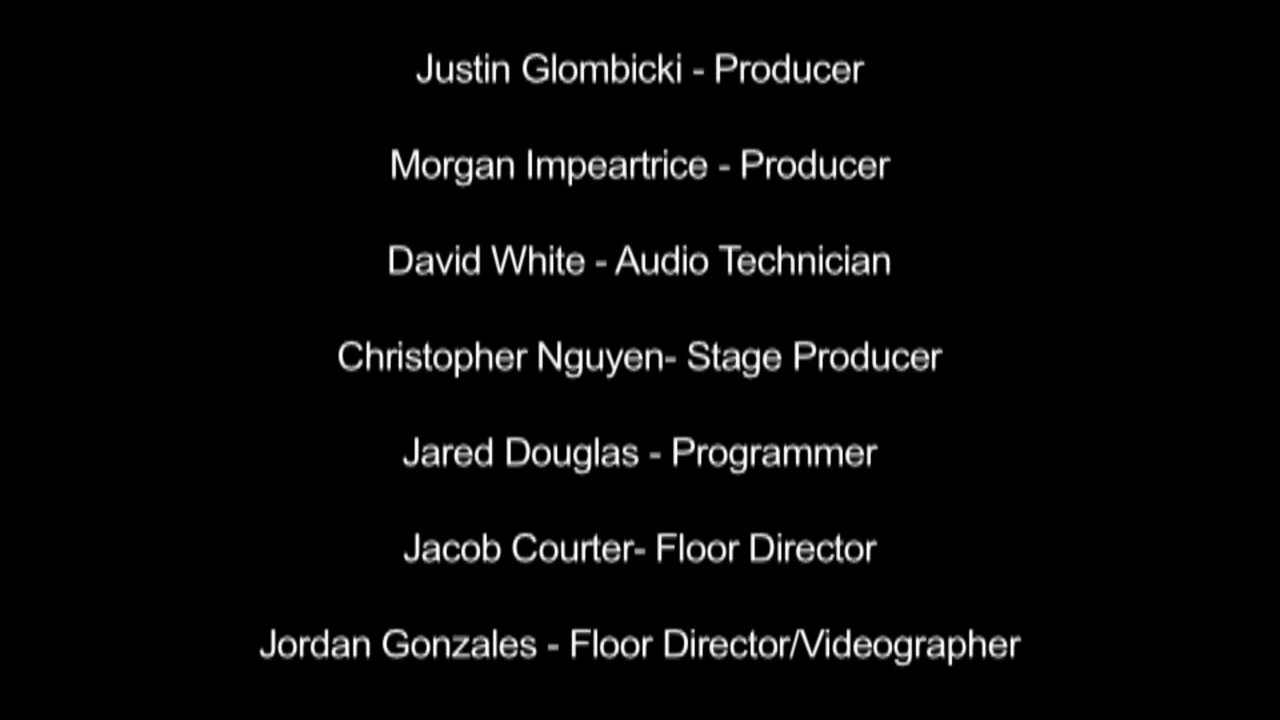 Justin Glombicki - Producer
Morgan Impeartrice - Producer
David White - Audio Technician
Christopher Nguyen- Stage Producer
Jared Douglas - Programmer
Jacob Courter- Floor Director
Jordan Gonzales - Floor Director/Videographer